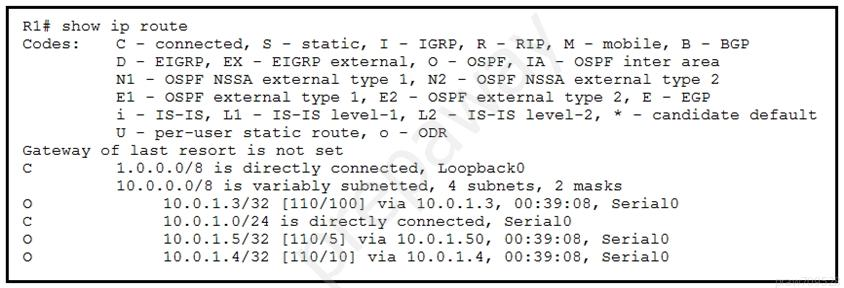 R1# show ip route
Codes: C - connected, S - static, I - IGRP, R - RIP, M - mobile, B - BGP
D - EIGRP, EX - EIGRP external, O - OSPF, IA - OSPF inter area
N1 - OSPF NSSA external type 1, N2 - OSPF NSSA external type 2
E1 - OSPF external type 1, E2 - OSPF external type 2, E - EGP
i - IS-IS, L1 - IS-IS level-1, L2 - IS-IS level-2, * - candidate default
U - per-user static route, o - ODR
Gateway of last resort is not set
C 1.0.0.0/8 is directly connected, Loopback0
10.0.0.0/8 is variably subnetted, 4 subnets, 2 masks
O 10.0.1.3/32 [110/100] via 10.0.1.3, 00:39:08, Serial0
C 10.0.1.0/24 is directly connected, Serial0
O 10.0.1.5/32 [110/5] via 10.0.1.50, 00:39:08, Serial0
O 10.0.1.4/32 [110/10] via 10.0.1.4, 00:39:08, Serial0
prepaway